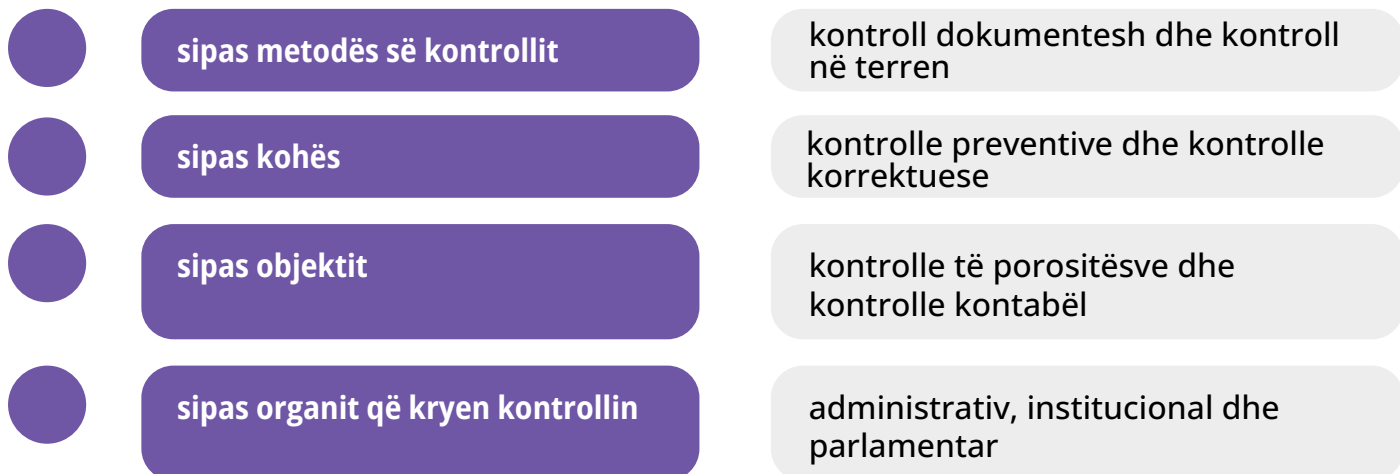 sipas metodës së kontrollit
kontroll dokumentesh dhe kontroll
në terren
sipas kohës
kontrolle preventive dhe kontrolle
korrektuese
sipas objektit
kontrolle të porositësve dhe
kontrolle kontabël
sipas organit që kryen kontrollin
administrativ, institucional dhe
parlamentar